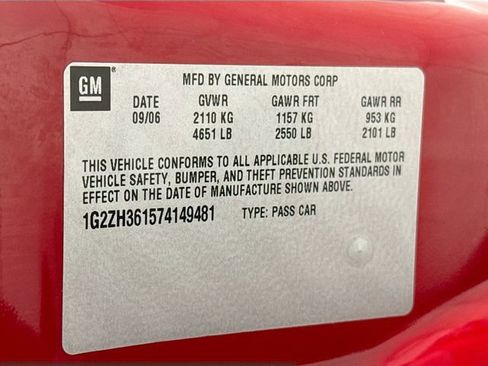 GM ®
MFD BY GENERAL MOTORS CORP
DATE GVWR GAWR FRT GAWR RR
09/06 2110 KG 1157 KG 953 KG
4651 LB 2550 LB 2101 LB
THIS VEHICLE CONFORMS TO ALL APPLICABLE U.S. FEDERAL MOTOR
VEHICLE SAFETY, BUMPER, AND THEFT PREVENTION STANDARDS IN
EFFECT ON THE DATE OF MANUFACTURE SHOWN ABOVE.
1G2ZH361574149481 TYPE: PASS CAR